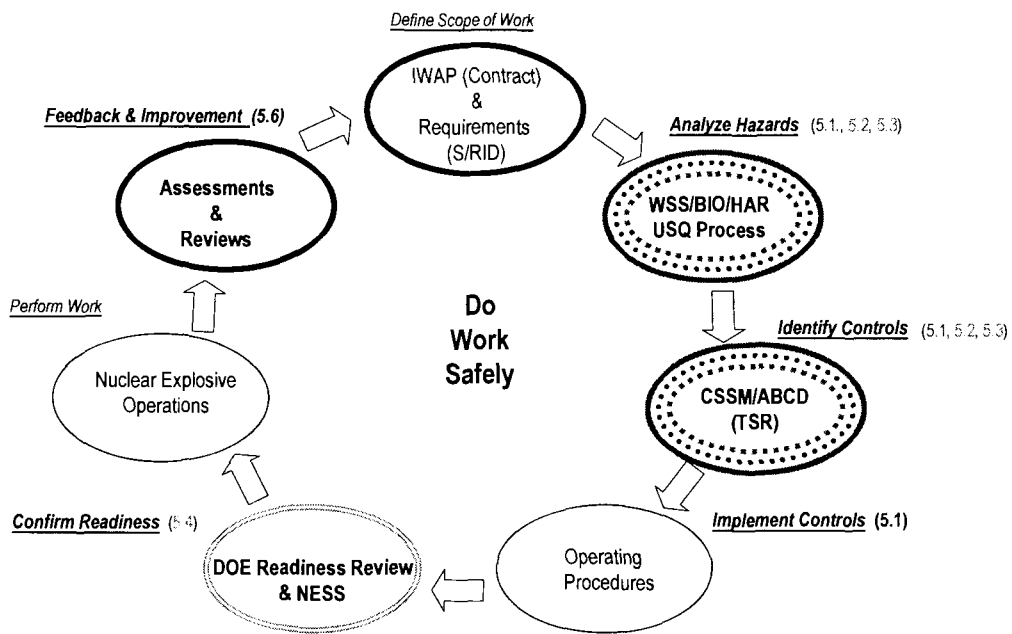 Define Scope of Work
IWAP (Contract)
&
Requirements
(S/RID)
Analyze Hazards (5.1., 5.2, 5.3)
WSS/BIO/HAR
USQ Process
Identify Controls (5.1, 5.2, 5.3)
CSSM/ABCD
(TSR)
Implement Controls (5.1)
Operating
Procedures
DOE Readiness Review
& NESS
Confirm Readiness (5.4)
Nuclear Explosive
Operations
Perform Work
Assessments
&
Reviews
Feedback & Improvement (5.6)
Do
Work
Safely